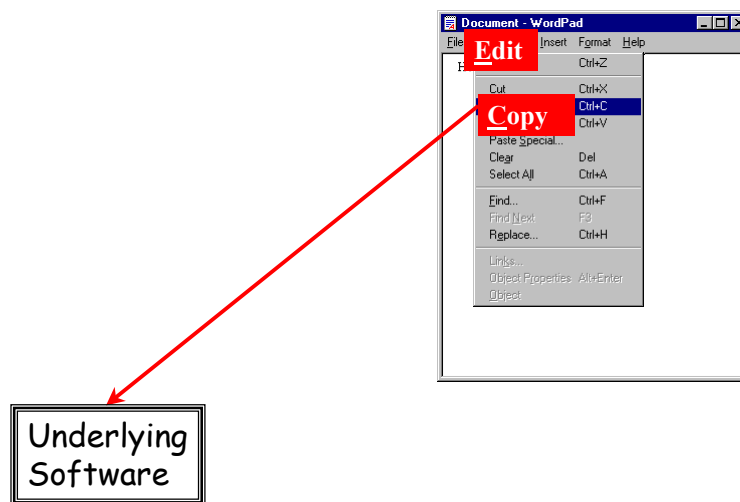 Document - WordPad
File Edit Insert Format Help
H Ctrl+Z
Cut Ctrl+X
Copy Ctrl+C
Ctrl+V
Paste Special...
Clear Del
Select All Ctrl+A
Find... Ctrl+F
Find Next F3
Replace... Ctrl+H
Links...
Object Properties Alt+Enter
Object
Underlying
Software